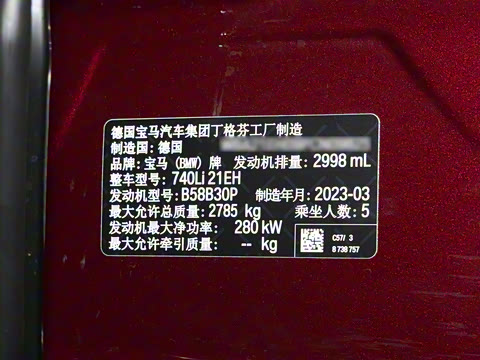 德国宝马汽车集团丁格芬工厂制造
制造国: 德国
品牌: 宝马 (BMW) 牌 发动机排量: 2998 mL
整车型号: 740Li 21EH
发动机型号: B58B30P 制造年月: 2023-03
最大允许总质量: 2785 kg 乘坐人数: 5
发动机最大净功率: 280 kW
最大允许牵引质量: -- kg
C57/ 3
8 738 757